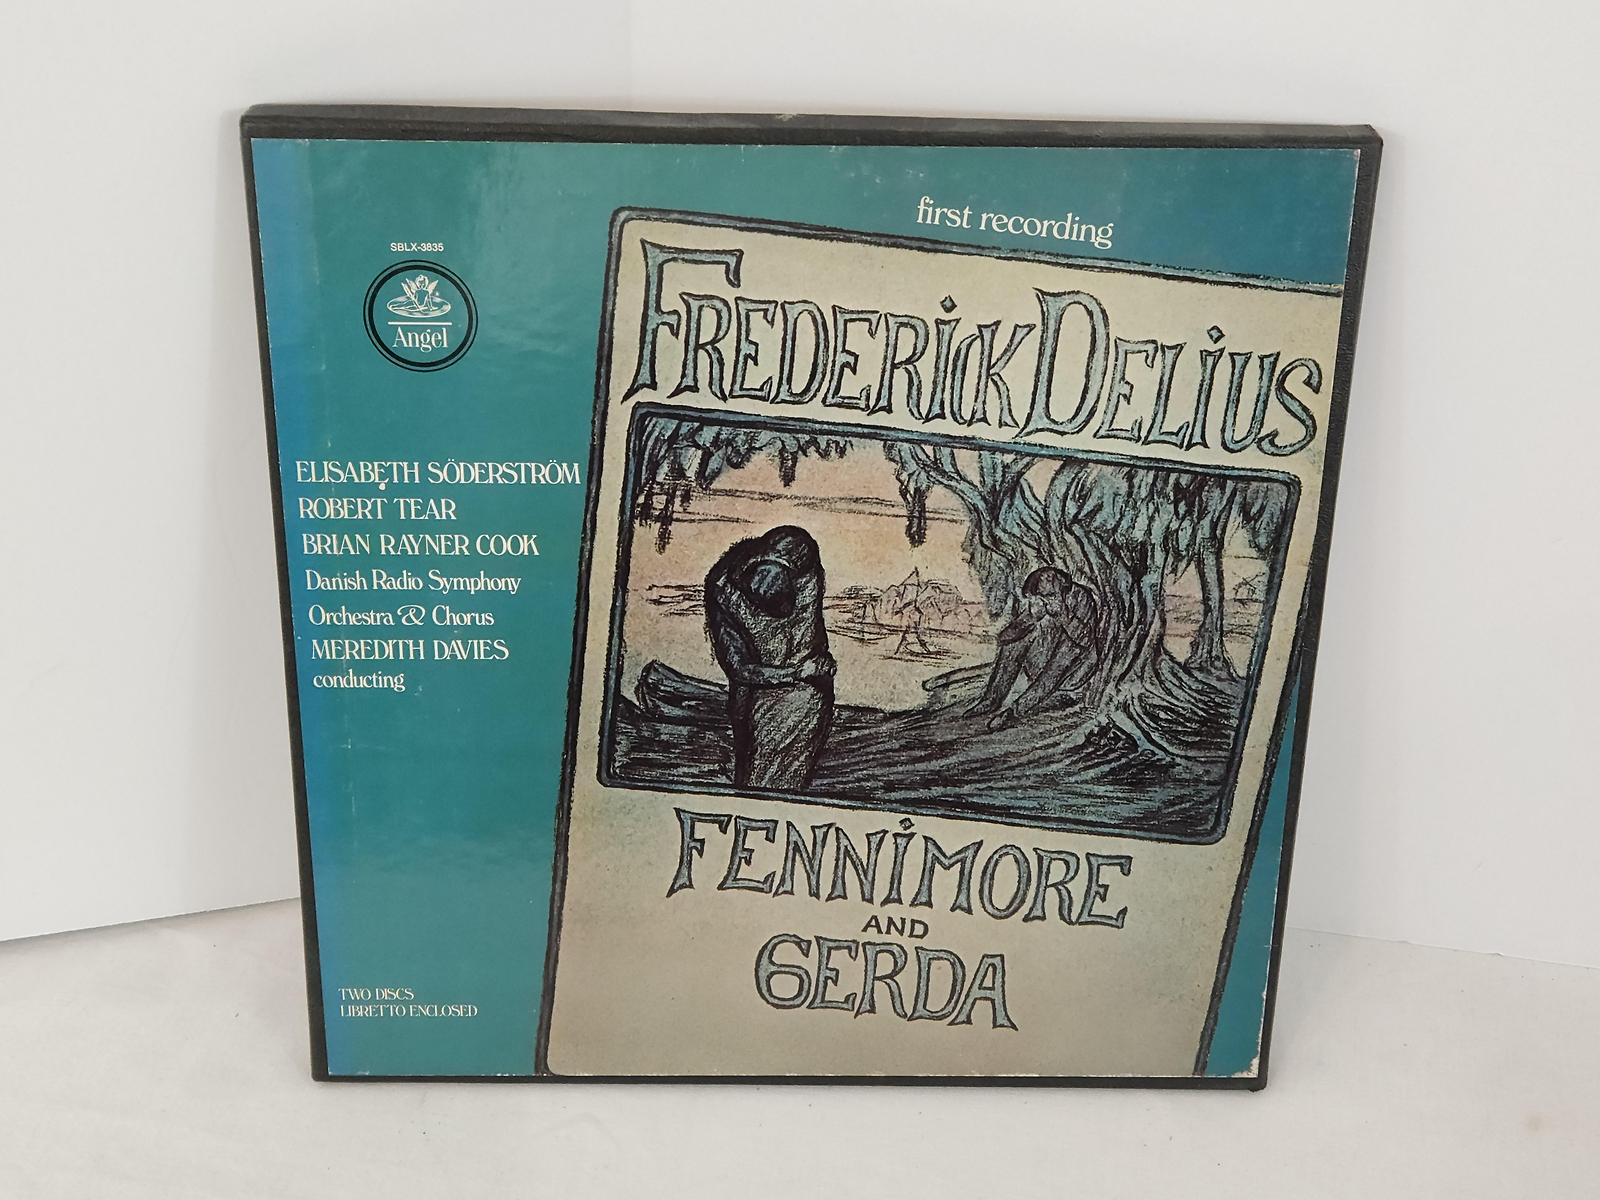 first recording
SBLX-3835
Angel
FREDERICK DELIUS
ELISABETH SÖDERSTRÖM
ROBERT TEAR
BRIAN RAYNER COOK
Danish Radio Symphony
Orchestra & Chorus
MEREDITH DAVIES
conducting
FENNIMORE
AND
GERDA
TWO DISCS
LIBRETTO ENCLOSED